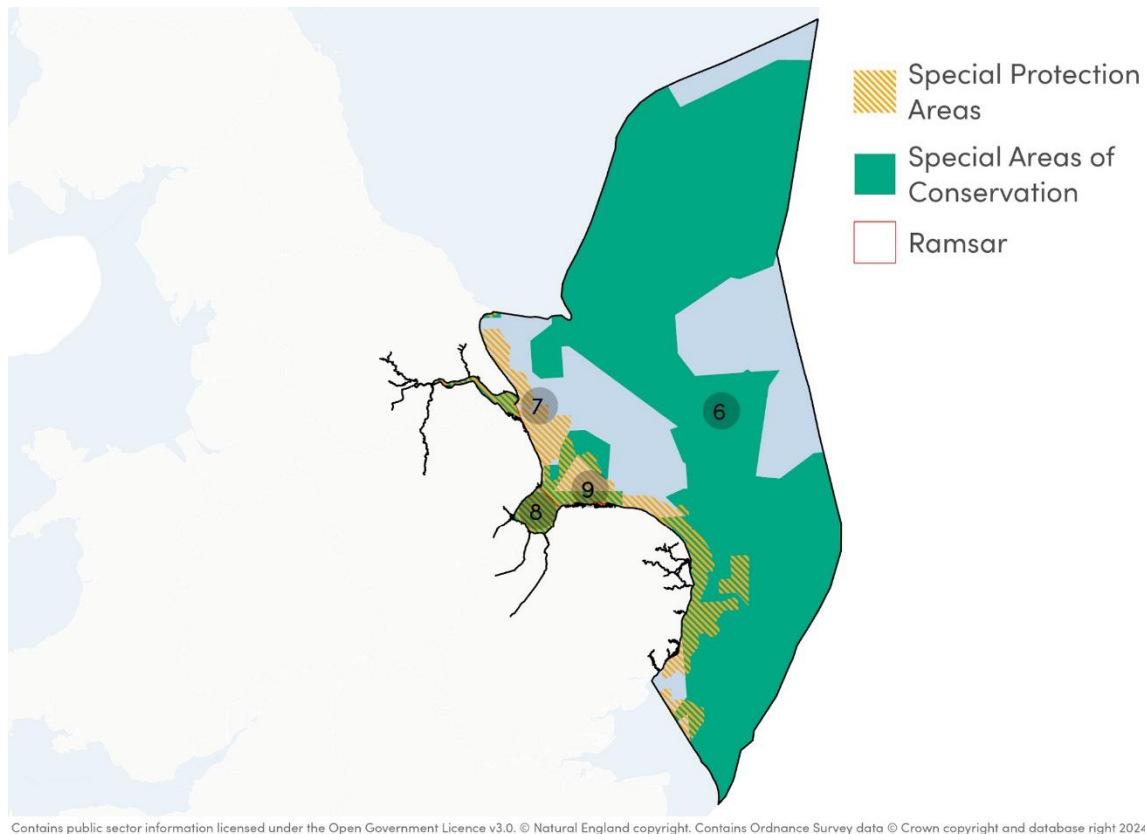 Special Protection
Areas
Special Areas of
Conservation
Ramsar
6
7
9
8
Contains public sector information licensed under the Open Government Licence v3.0. © Natural England copyright. Contains Ordnance Survey data © Crown copyright and database right 2024